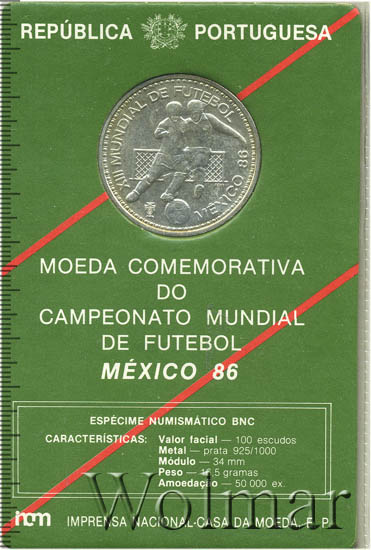 REPÚBLICA PORTUGUESA
XIII MUNDIAL DE FUTEBOL
MÉXICO 86
MOEDA COMEMORATIVA
DO
CAMPEONATO MUNDIAL
DE FUTEBOL
MÉXICO 86
ESPÉCIME NUMISMÁTICO BNC
CARACTERÍSTICAS: Valor facial — 100 escudos
Metal — prata 925/1000
Módulo — 34 mm
Peso — gramas
Amoedação — 50 000 ex.
Wolmar
incm IMPRENSA NACIONAL-CASA DA MOEDA, E. P.